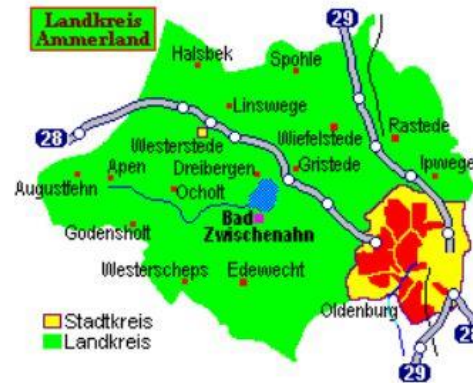 Landkreis
Ammerland
29
Halsbek
Spohle
Linswege
28
Westerstede
Wiefelstede
Rastede
Augustfehn
Apen
Dreibergen
Gristede
Ipwege
Ocholt
Bad
Zwischenahn
Godensholt
Westerscheps
Edewecht
Oldenburg
Stadtkreis
Landkreis
28
29